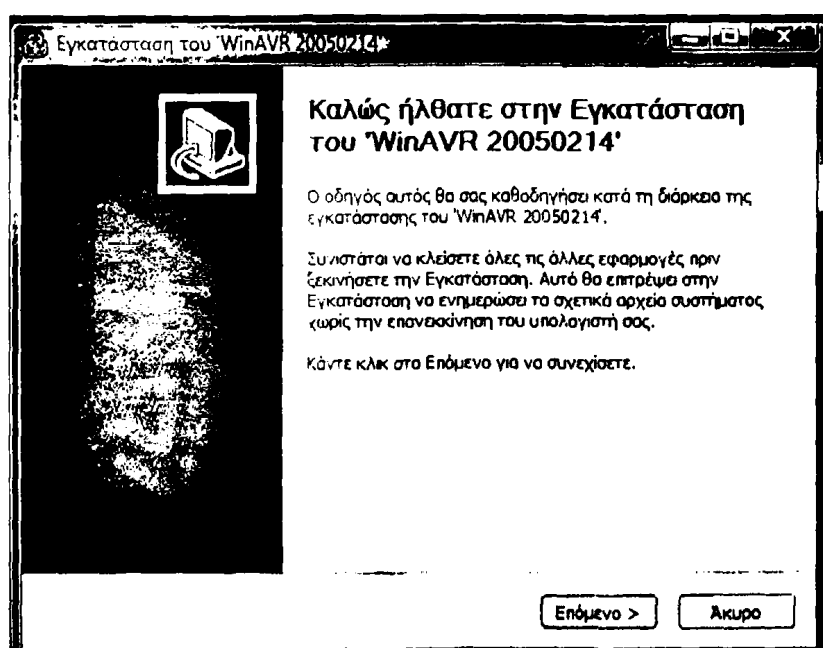 Εγκατάσταση του 'WinAVR 20050214'
Καλώς ήλθατε στην Εγκατάσταση
του 'WinAVR 20050214'
Ο οδηγός αυτός θα σας καθοδηγήσει κατά τη διάρκεια της
εγκατάστασης του 'WinAVR 20050214'.
Συνιστάται να κλείσετε όλες τις άλλες εφαρμογές πριν
ξεκινήσετε την Εγκατάσταση. Αυτό θα επιτρέψει στην
Εγκατάσταση να ενημερώσει τα σχετικά αρχεία συστήματος
χωρίς την επανεκκίνηση του υπολογιστή σας.
Κάντε κλικ στο Επόμενο για να συνεχίσετε.
Επόμενο >
Άκυρο